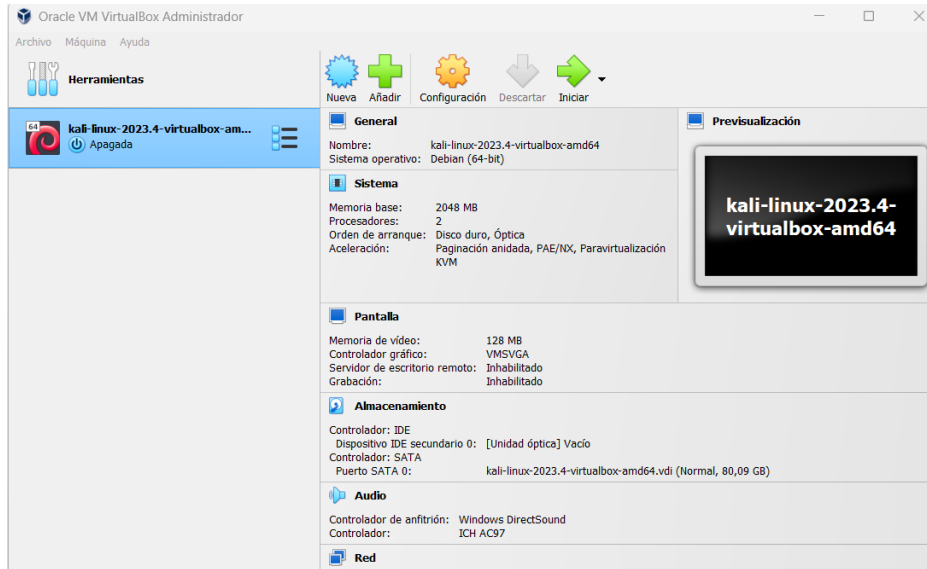 Oracle VM VirtualBox Administrador
Archivo Máquina Ayuda
Herramientas
Nueva Añadir Configuración Descartar Iniciar
64
kali-linux-2023.4-virtualbox-am...
Apagada
General
Nombre: kali-linux-2023.4-virtualbox-amd64
Sistema operativo: Debian (64-bit)
Sistema
Memoria base: 2048 MB
Procesadores: 2
Orden de arranque: Disco duro, Óptica
Aceleración: Paginación anidada, PAE/NX, Paravirtualización
KVM
Previsualización
kali-linux-2023.4-
virtualbox-amd64
Pantalla
Memoria de vídeo: 128 MB
Controlador gráfico: VMSVGA
Servidor de escritorio remoto: Inhabilitado
Grabación: Inhabilitado
Almacenamiento
Controlador: IDE
Dispositivo IDE secundario 0: [Unidad óptica] Vacío
Controlador: SATA
Puerto SATA 0: kali-linux-2023.4-virtualbox-amd64.vdi (Normal, 80,09 GB)
Audio
Controlador de anfitrión: Windows DirectSound
Controlador: ICH AC97
Red